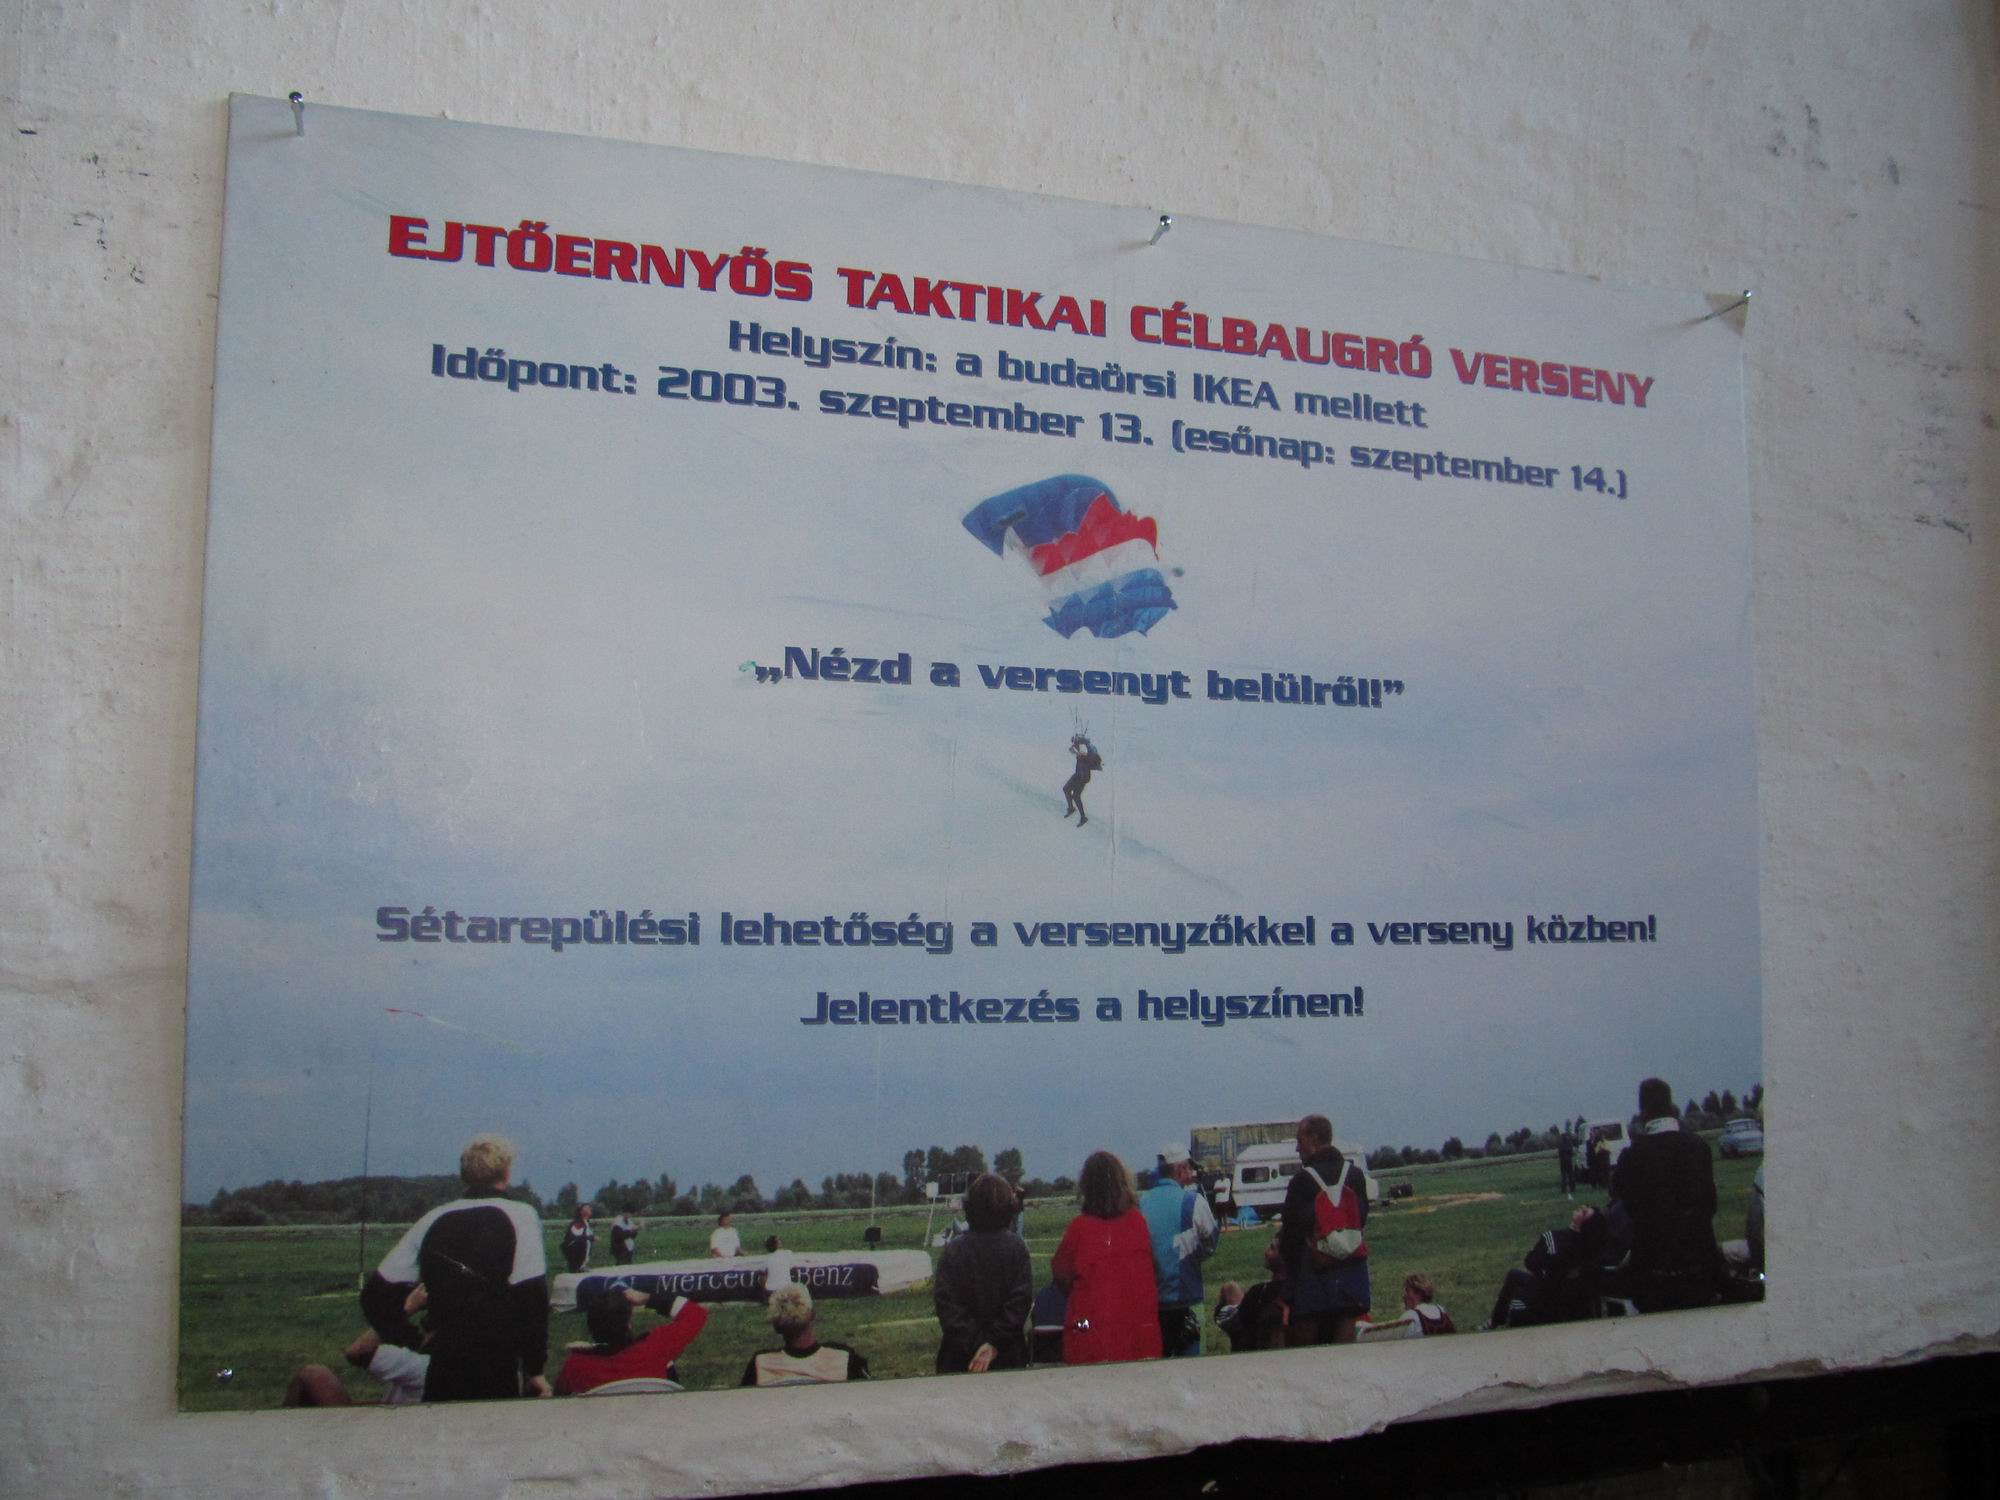 EJTŐERNYŐS TAKTIKAI CÉLBAUGRÓ VERSENY
Helyszín: a budaörsi IKEA mellett
Időpont: 2003. szeptember 13. (esőnap: szeptember 14.)
„Nézd a versenyt belülről!”
Sétarepülési lehetőség a versenyzőkkel a verseny közben!
Jelentkezés a helyszínen!
Merced Benz